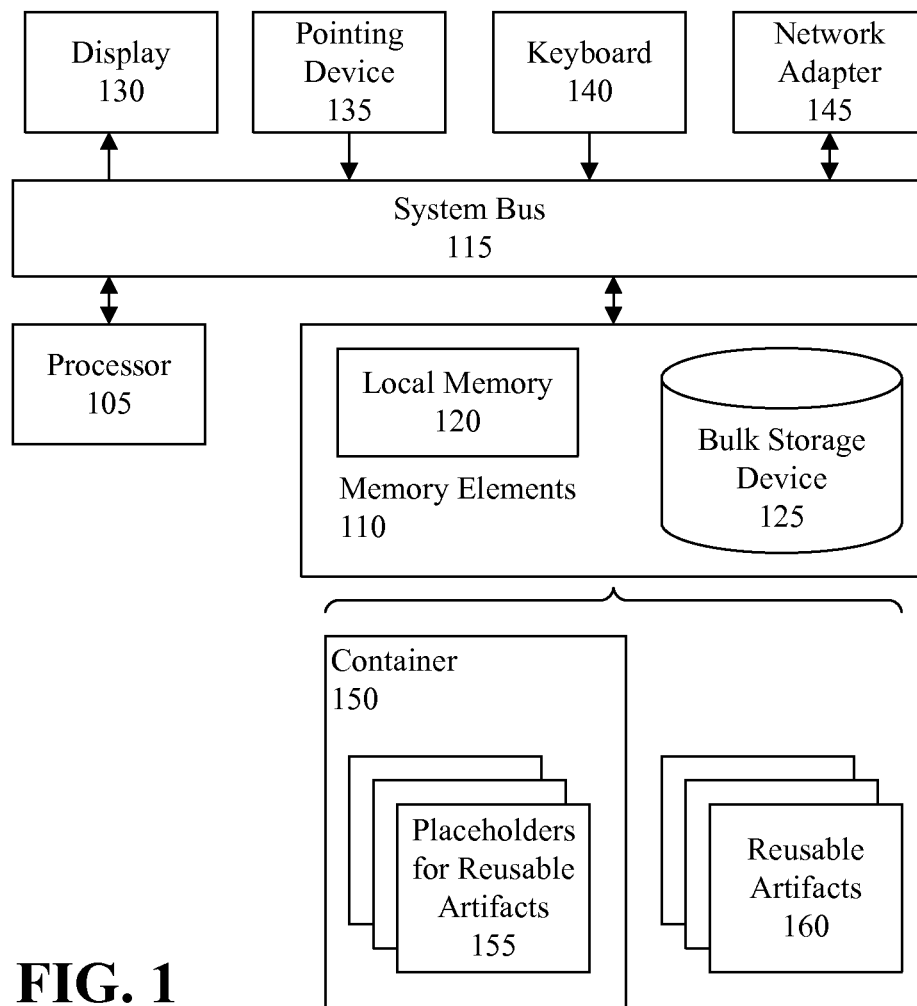 Display
130
Pointing
Device
135
Keyboard
140
Network
Adapter
145
System Bus
115
Processor
105
Local Memory
120
Memory Elements
110
Bulk Storage
Device
125
Container
150
Placeholders
for Reusable
Artifacts
155
Reusable
Artifacts
160
FIG. 1